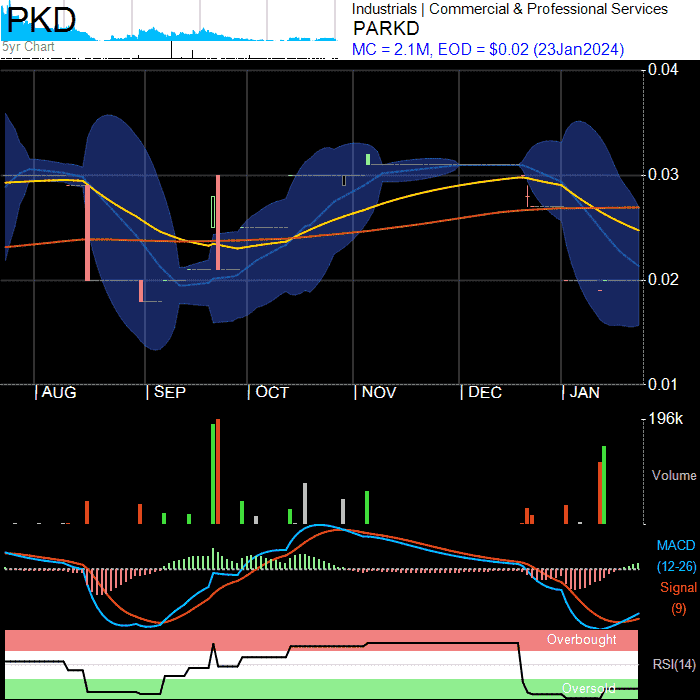 PKD
5yr Chart
Industrials | Commercial & Professional Services
PARKD
MC = 2.1M, EOD = $0.02 (23Jan2024)
0.04
0.03
0.02
0.01
AUG SEP OCT NOV DEC JAN
196k
Volume
MACD
(12-26)
Signal
(9)
Overbought
RSI(14)
Oversold